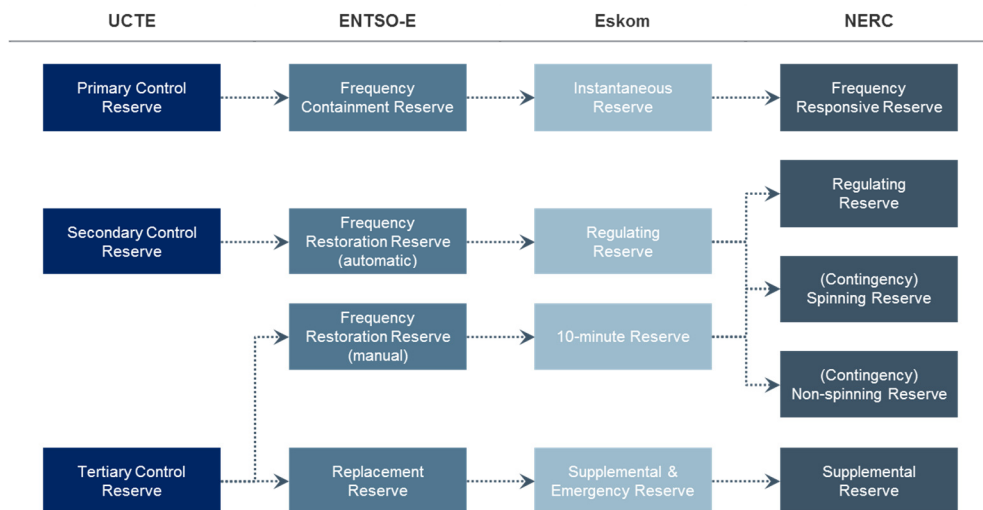 UCTE ENTSO-E Eskom NERC
Primary Control
Reserve
Frequency
Containment Reserve
Instantaneous
Reserve
Frequency
Responsive Reserve
Regulating
Reserve
Secondary Control
Reserve
Frequency
Restoration Reserve
(automatic)
Regulating
Reserve
(Contingency)
Spinning Reserve
Frequency
Restoration Reserve
(manual)
10-minute Reserve
(Contingency)
Non-spinning Reserve
Tertiary Control
Reserve
Replacement
Reserve
Supplemental &
Emergency Reserve
Supplemental
Reserve